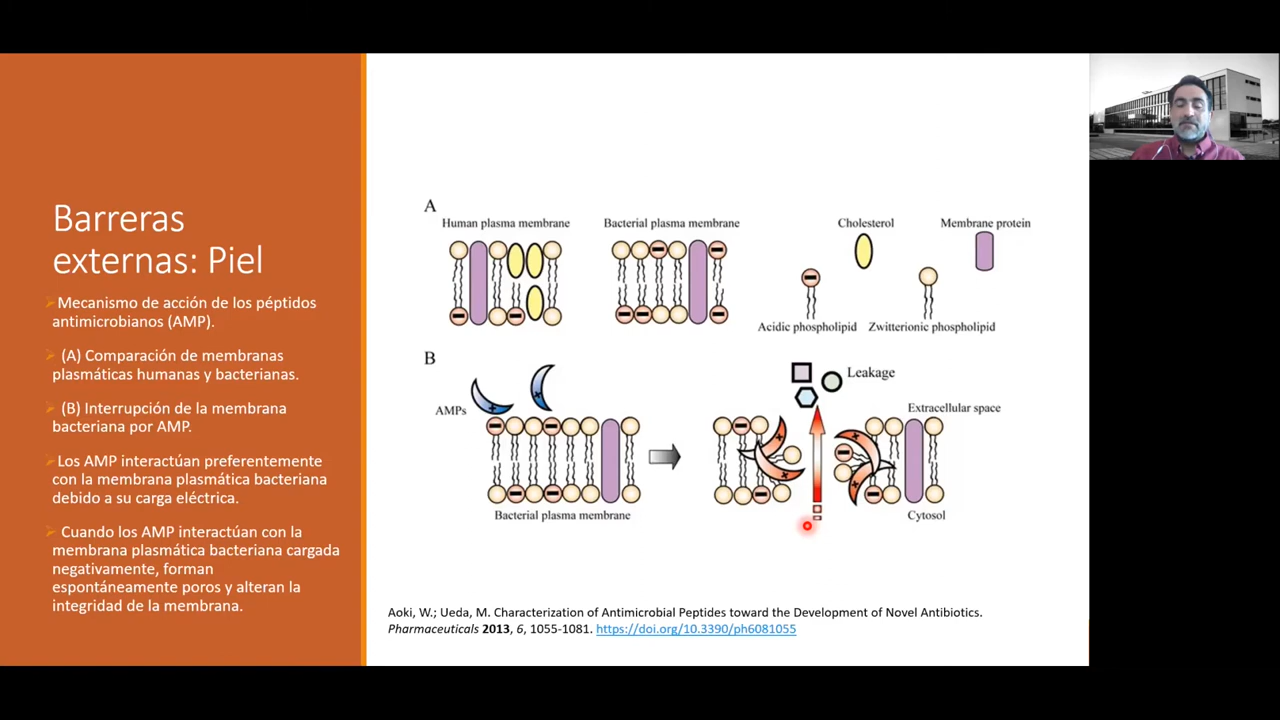 Barreras
externas: Piel
Mecanismo de acción de los péptidos
antimicrobianos (AMP).
(A) Comparación de membranas
plasmáticas humanas y bacterianas.
(B) Interrupción de la membrana
bacteriana por AMP.
Los AMP interactúan preferentemente
con la membrana plasmática bacteriana
debido a su carga eléctrica.
Cuando los AMP interactúan con la
membrana plasmática bacteriana cargada
negativamente, forman
espontáneamente poros y alteran la
integridad de la membrana.
A
Human plasma membrane
Bacterial plasma membrane
Cholesterol
Membrane protein
Acidic phospholipid
Zwitterionic phospholipid
B
AMPs
Bacterial plasma membrane
Leakage
Extracellular space
Cytosol
Aoki, W.; Ueda, M. Characterization of Antimicrobial Peptides toward the Development of Novel Antibiotics.
Pharmaceuticals 2013, 6, 1055-1081. https://doi.org/10.3390/ph6081055